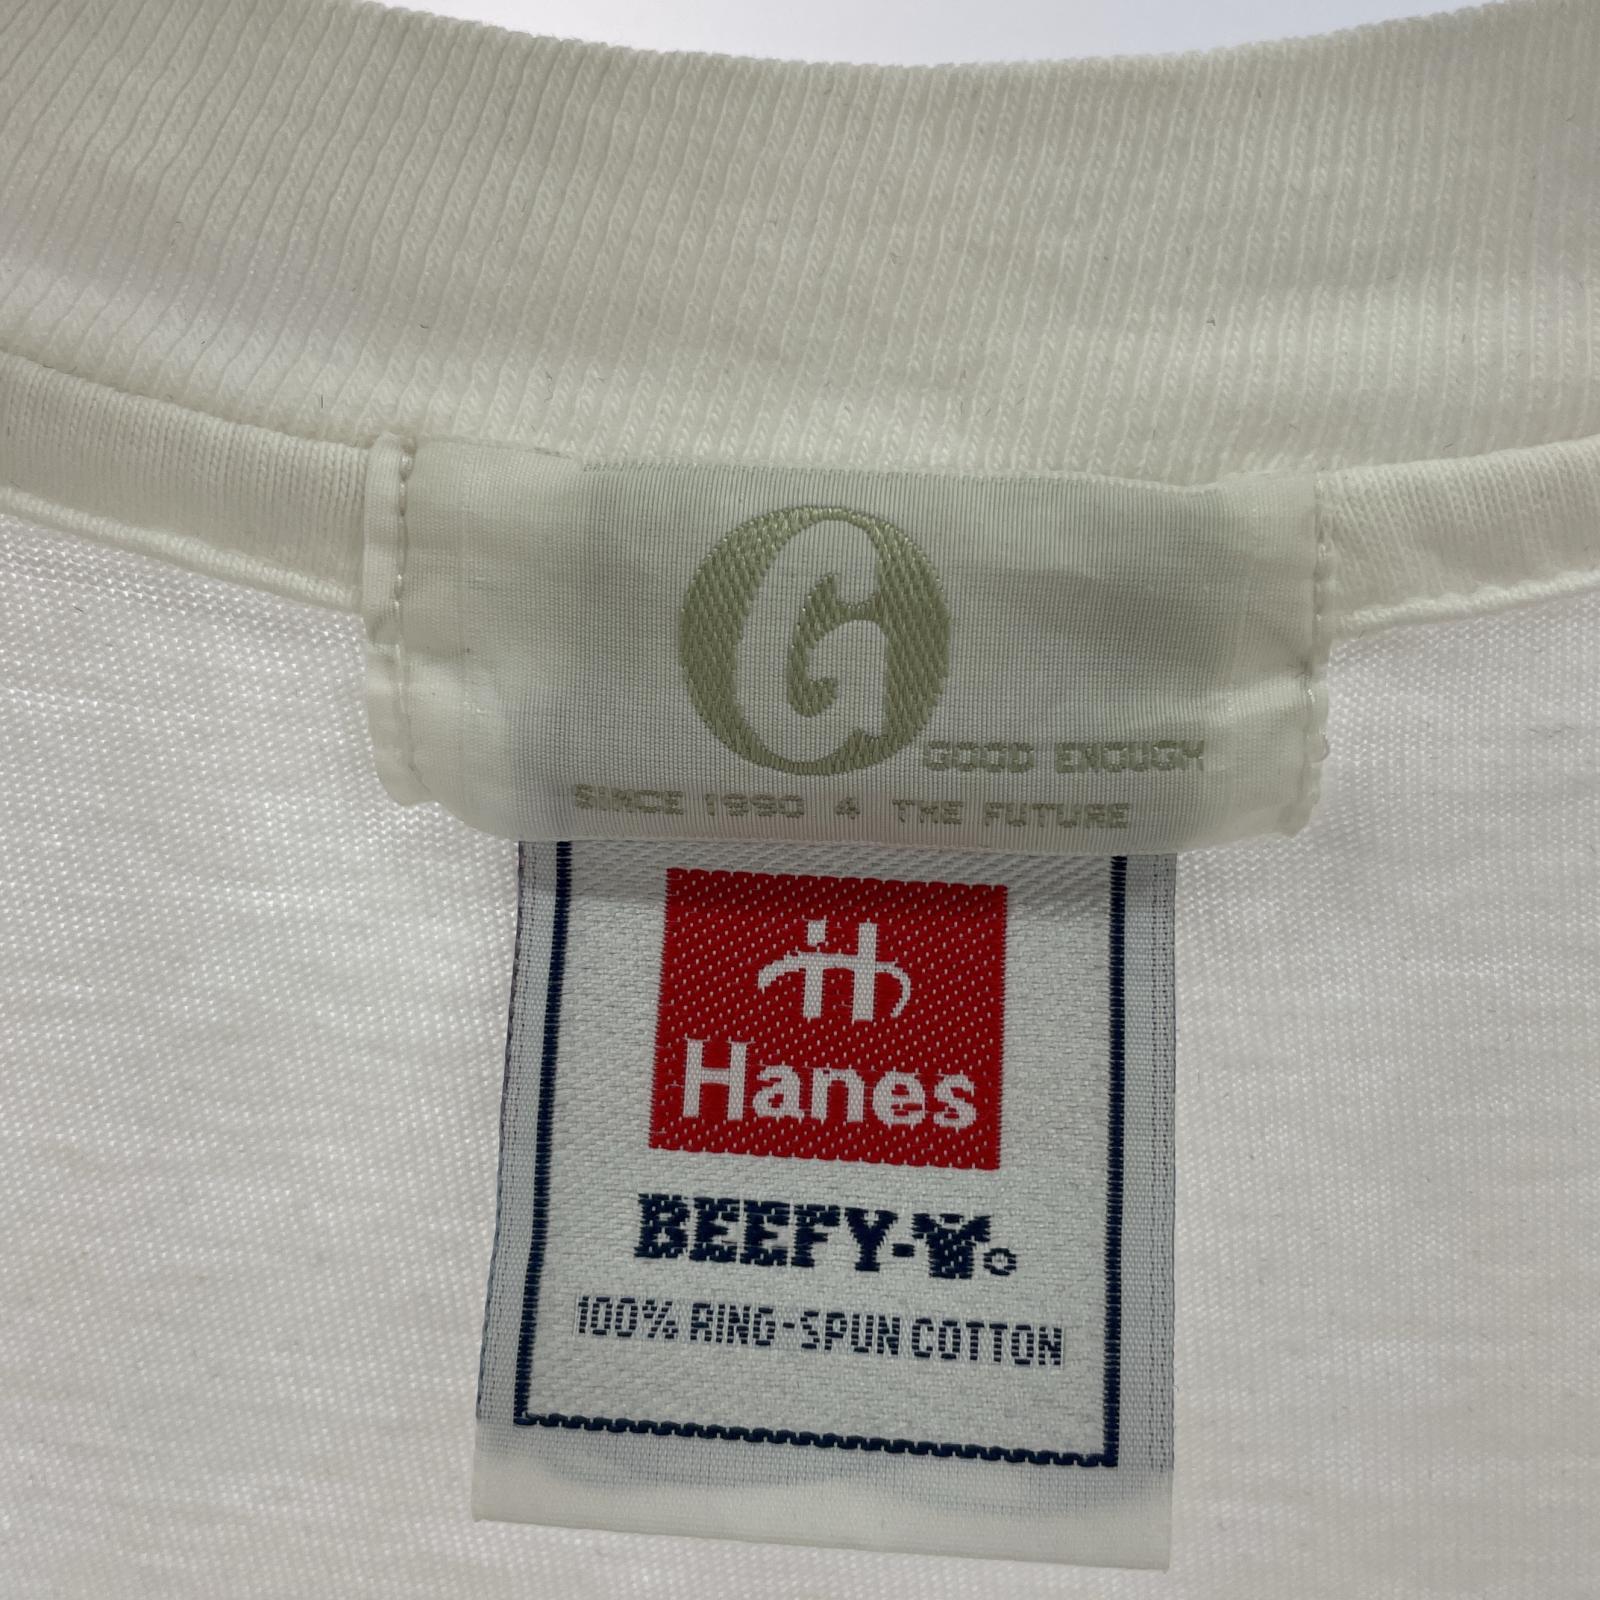 G
GOOD ENOUGH
SINCE 1990 4 THE FUTURE
H
Hanes
BEEFY-T®
100% RING-SPUN COTTON